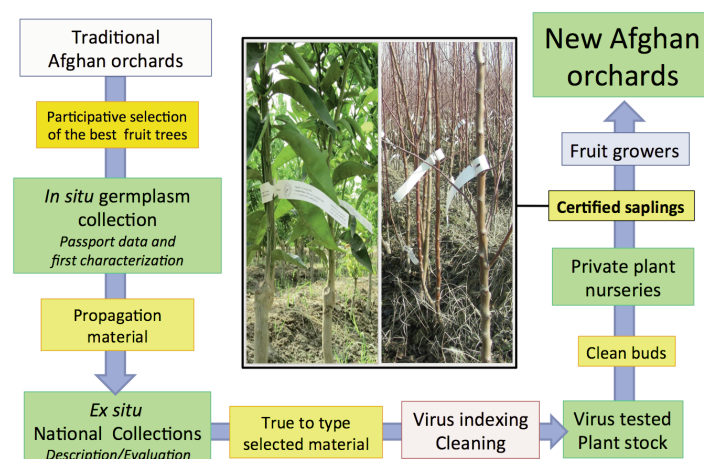 Traditional
Afghan orchards
Participative selection
of the best fruit trees
In situ germplasm
collection
Passport data and
first characterization
Propagation
material
Ex situ
National Collections
Description/Evaluation
True to type
selected material
Virus indexing
Cleaning
Virus tested
Plant stock
Clean buds
Private plant
nurseries
Certified saplings
Fruit growers
New Afghan
orchards